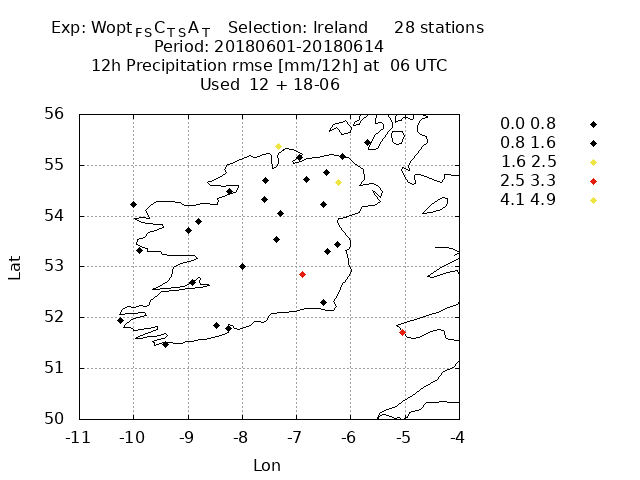 Exp: Wopt FS C TS A T   Selection: Ireland     28 stations
Period: 20180601-20180614
12h Precipitation rmse [mm/12h] at  06 UTC
Used  12 + 18-06
0.0 0.8
0.8 1.6
1.6 2.5
2.5 3.3
4.1 4.9
Lat
56
55
54
53
52
51
50
-11 -10 -9 -8 -7 -6 -5 -4
Lon